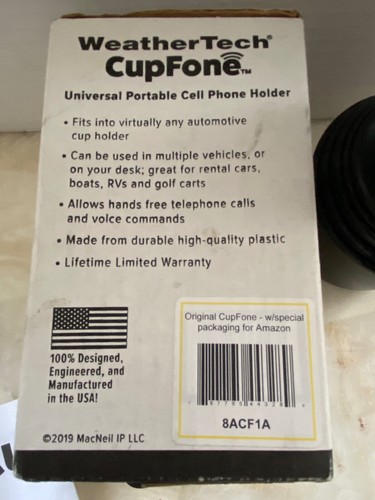 WeatherTech®
CupFone™
Universal Portable Cell Phone Holder
• Fits into virtually any automotive
cup holder
• Can be used in multiple vehicles, or
on your desk; great for rental cars,
boats, RVs and golf carts
• Allows hands free telephone calls
and voice commands
• Made from durable high-quality plastic
• Lifetime Limited Warranty
100% Designed,
Engineered, and
Manufactured
in the USA!
©2019 MacNeil IP LLC
Original CupFone - w/special
packaging for Amazon
8ACF1A